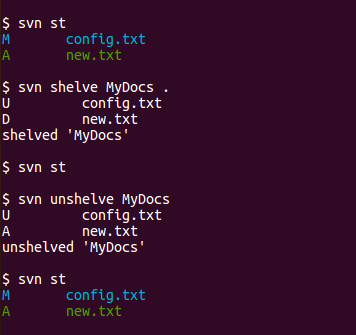 $ svn st
M       config.txt
A       new.txt
$ svn shelve MyDocs .
U         config.txt
D         new.txt
shelved 'MyDocs'
$ svn st
$ svn unshelve MyDocs
U         config.txt
A         new.txt
unshelved 'MyDocs'
$ svn st
M       config.txt
A       new.txt